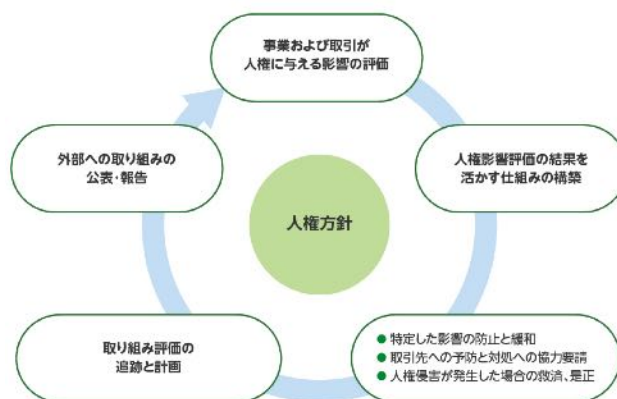 事業および取引が
人権に与える影響の評価
人権影響評価の結果を
活かす仕組みの構築
● 特定した影響の防止と緩和
● 取引先への予防と対処への協力要請
● 人権侵害が発生した場合の救済、是正
取り組み評価の
追跡と計画
外部への取り組みの
公表・報告
人権方針